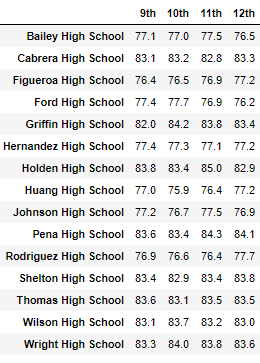 9th 10th 11th 12th
Bailey High School 77.1 77.0 77.5 76.5
Cabrera High School 83.1 83.2 82.8 83.3
Figueroa High School 76.4 76.5 76.9 77.2
Ford High School 77.4 77.7 76.9 76.2
Griffin High School 82.0 84.2 83.8 83.4
Hernandez High School 77.4 77.3 77.1 77.2
Holden High School 83.8 83.4 85.0 82.9
Huang High School 77.0 75.9 76.4 77.2
Johnson High School 77.2 76.7 77.5 76.9
Pena High School 83.6 83.4 84.3 84.1
Rodriguez High School 76.9 76.6 76.4 77.7
Shelton High School 83.4 82.9 83.4 83.8
Thomas High School 83.6 83.1 83.5 83.5
Wilson High School 83.1 83.7 83.2 83.0
Wright High School 83.3 84.0 83.8 83.6